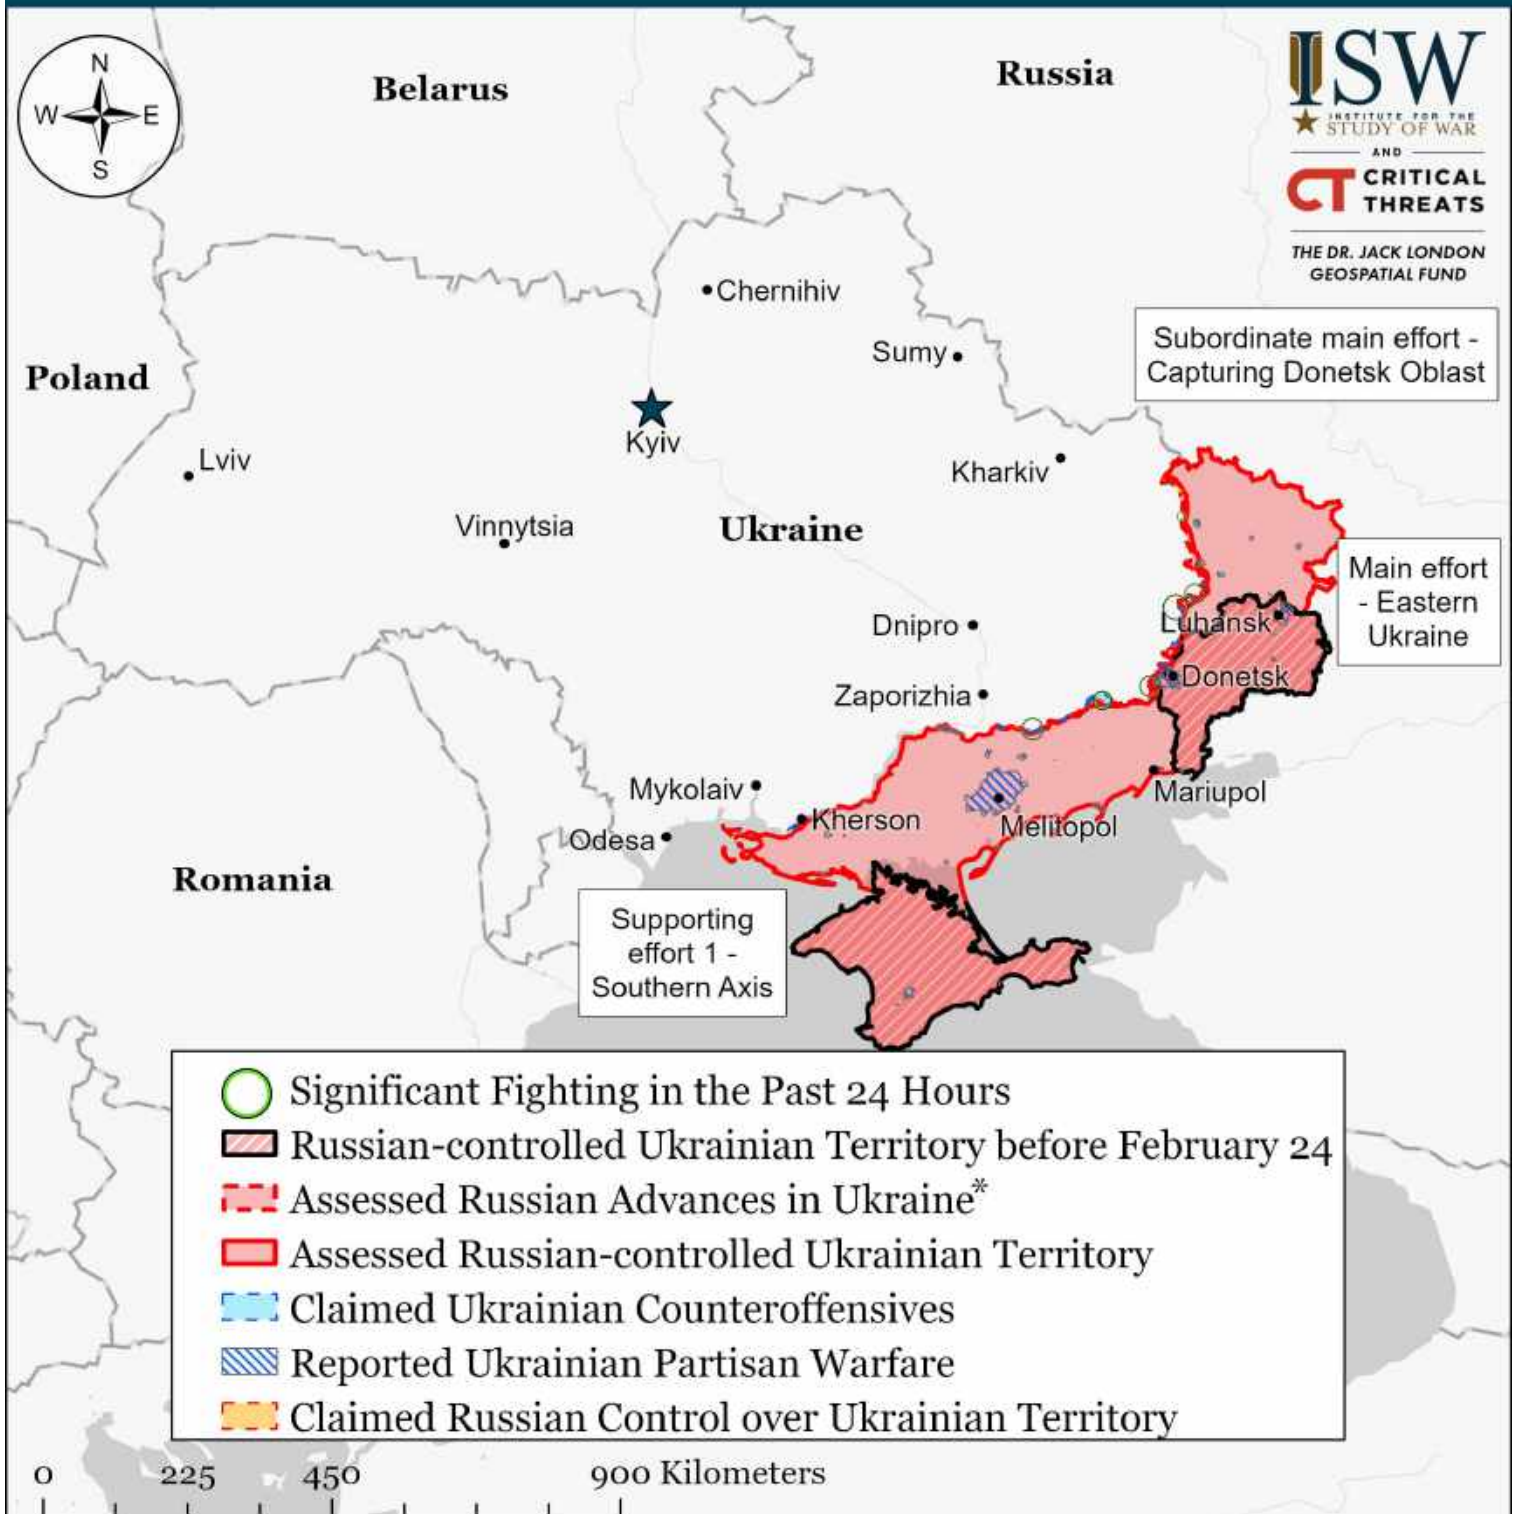 N
W
E
S
Belarus
Russia
ISW
INSTITUTE FOR THE
STUDY OF WAR
AND
CT CRITICAL
THREATS
THE DR. JACK LONDON
GEOSPATIAL FUND
Chernihiv
Subordinate main effort -
Capturing Donetsk Oblast
Sumy
Poland
Kyiv
Lviv
Kharkiv
Vinnytsia
Ukraine
Main effort
- Eastern
Ukraine
Dnipro
Luhansk
Donetsk
Zaporizhia
Mykolaiv
Mariupol
Kherson
Melitopol
Odesa
Romania
Supporting
effort 1 -
Southern Axis
Significant Fighting in the Past 24 Hours
Russian-controlled Ukrainian Territory before February 24
Assessed Russian Advances in Ukraine*
Assessed Russian-controlled Ukrainian Territory
Claimed Ukrainian Counteroffensives
Reported Ukrainian Partisan Warfare
Claimed Russian Control over Ukrainian Territory
0 225 450 900 Kilometers